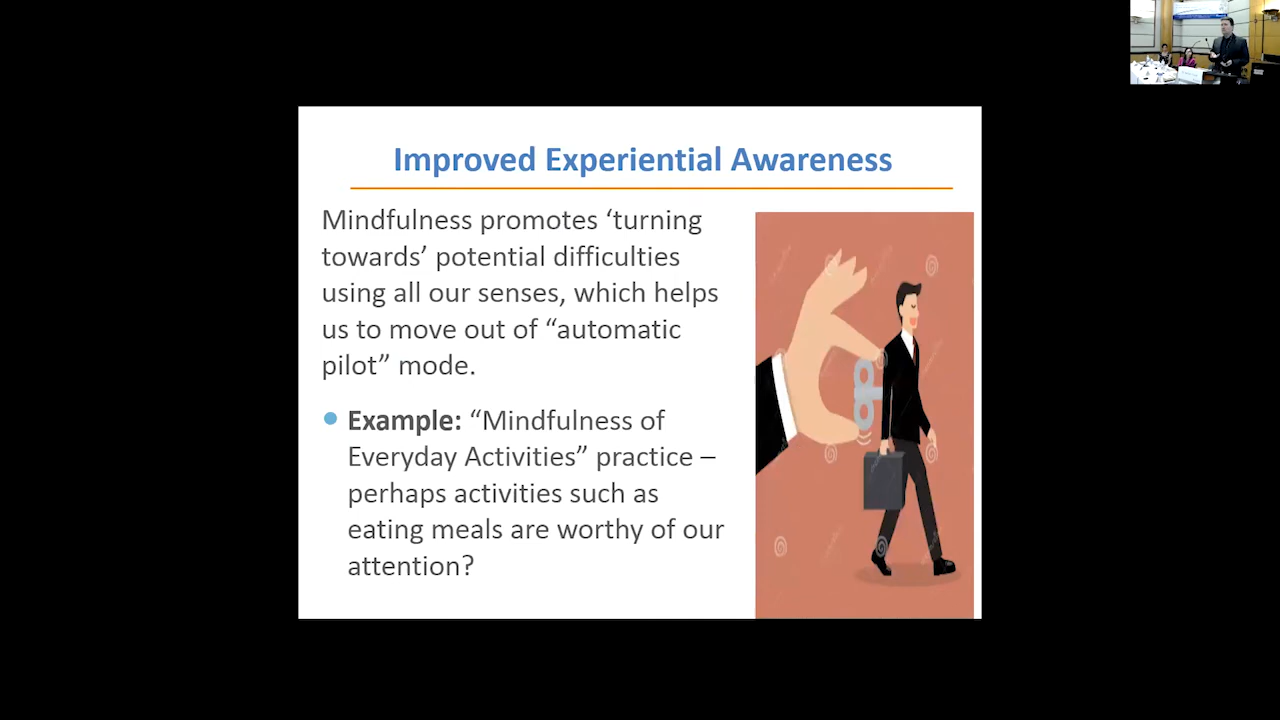 Improved Experiential Awareness
Mindfulness promotes ‘turning
towards’ potential difficulties
using all our senses, which helps
us to move out of “automatic
pilot” mode.
Example: “Mindfulness of
Everyday Activities” practice –
perhaps activities such as
eating meals are worthy of our
attention?